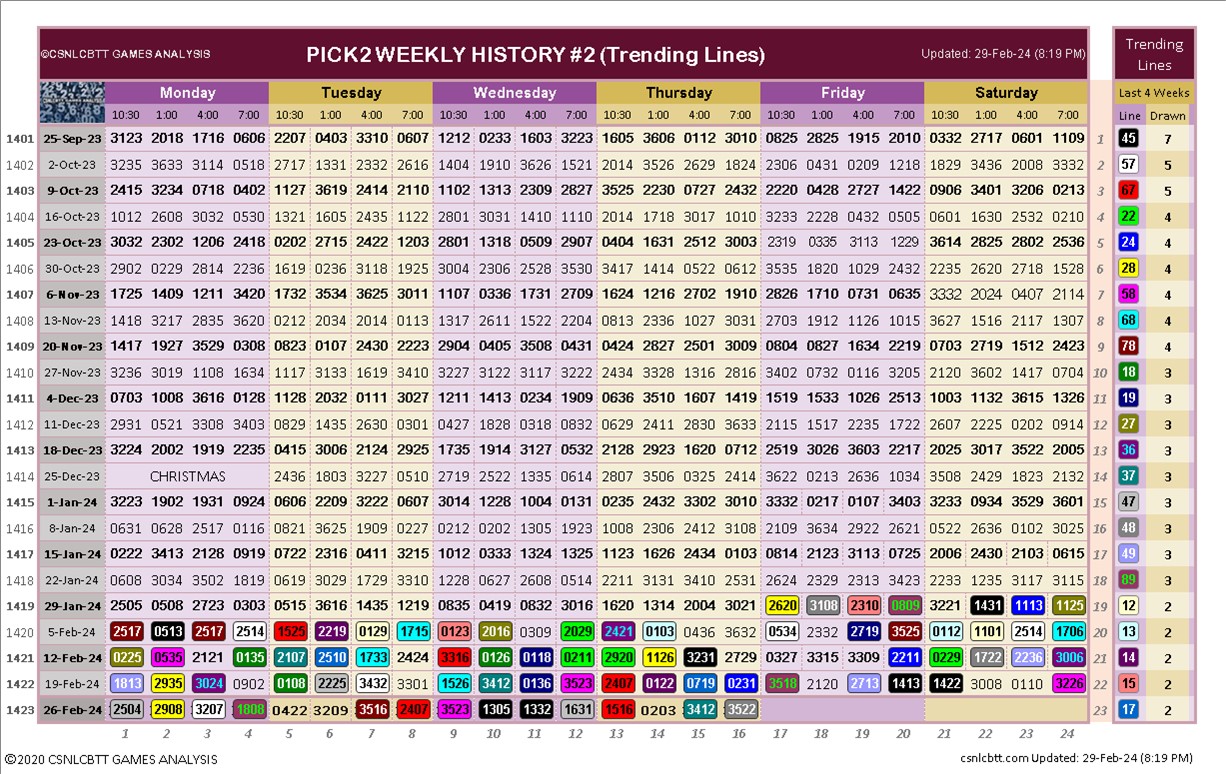 ©CSNLCBTT GAMES ANALYSIS PICK2 WEEKLY HISTORY #2 (Trending Lines) Updated: 29-Feb-24 (8:19 PM) Trending
Lines
Monday Tuesday Wednesday Thursday Friday Saturday Last 4 Weeks
10:30 1:00 4:00 7:00 10:30 1:00 4:00 7:00 10:30 1:00 4:00 7:00 10:30 1:00 4:00 7:00 10:30 1:00 4:00 7:00 10:30 1:00 4:00 7:00 Line Drawn
1401 25-Sep-23 3123 2018 1716 0606 2207 0403 3310 0607 1212 0233 1603 3223 1605 3606 0112 3010 0825 2825 1915 2010 0332 2717 0601 1109 1 45 7
1402 2-Oct-23 3235 3633 3114 0518 2717 1331 2332 2616 1404 1910 3626 1521 2014 3526 2629 1824 2306 0431 0909 1218 1829 3436 2008 3332 2 57 5
1403 9-Oct-23 2415 3234 0718 0402 1127 3619 2414 2110 1102 1313 2309 2827 3525 2230 0727 2432 2220 0428 2727 1422 0906 3401 3206 0213 3 67 5
1404 16-Oct-23 1012 2608 3032 0530 1321 1605 2435 1122 2801 3031 1410 1110 2014 1718 3017 1010 3233 2228 0432 0505 0601 1630 2532 0210 4 22 4
1405 23-Oct-23 3032 2302 1206 2418 0202 2715 2422 1203 2801 1318 0509 2907 0404 1631 2512 3003 2319 0335 3113 1229 3614 2825 2802 2536 5 24 4
1406 30-Oct-23 2902 0229 2814 2236 1619 0236 3118 1925 3004 2306 2528 3530 3417 1414 0522 0612 3535 1820 1029 2432 2235 2620 2718 1528 6 28 4
1407 6-Nov-23 1725 1409 1211 3420 1732 3534 3625 3011 1107 0336 1731 2709 1624 1216 2702 1910 2826 1710 0731 0635 3332 2024 0407 2114 7 58 4
1408 13-Nov-23 1418 3217 2835 3620 0212 2034 2014 0113 1317 2611 1522 2204 0813 2336 1027 3031 2703 1912 1126 1015 3627 1516 2117 1307 8 68 4
1409 20-Nov-23 1417 1927 3529 0308 0823 0107 2430 2223 2904 0405 3508 0431 0424 2827 2501 3009 0804 0827 1634 2219 0703 2719 1512 2423 9 78 4
1410 27-Nov-23 3236 3019 1108 1634 1117 3133 1619 3410 3227 3122 3117 3222 2434 3328 1316 2816 3402 0732 0116 3205 2120 3602 1417 0704 10 18 3
1411 4-Dec-23 0703 1008 3616 0128 1128 2032 0111 3027 1211 1413 0234 1909 0636 3510 1607 1419 1519 1533 1026 2513 1003 1132 3615 1326 11 19 3
1412 11-Dec-23 2931 0521 3308 3403 0829 1435 2630 0301 0427 1828 0318 0832 0629 2411 2830 3633 2115 1517 2235 1722 2607 2225 0202 0914 12 27 3
1413 18-Dec-23 3224 2002 1919 2235 0415 3006 2124 2923 1735 1914 3127 0532 2128 2923 1620 0712 2519 3026 3603 2217 2025 3017 3522 2005 13 36 3
1414 25-Dec-23 CHRISTMAS 2436 1803 3227 0511 2719 2522 1335 0614 2807 3506 0325 2414 3622 0213 2636 1034 3508 2429 1823 2132 14 37 3
1415 1-Jan-24 3223 1902 1931 0924 0606 2209 3222 0607 3014 1228 1004 0131 0235 2432 3302 3010 3332 0217 0107 3403 3233 0934 3529 3601 15 47 3
1416 8-Jan-24 0631 0628 2517 0116 0821 3625 1909 0227 0212 0202 1305 1923 1008 2306 2412 3108 2109 3634 2922 2621 0522 2636 0102 3025 16 48 3
1417 15-Jan-24 0222 3413 2128 0919 0722 2316 0411 3215 1012 0333 1324 1325 1123 1626 2434 0103 0814 2123 3113 0725 2006 2430 2103 0615 17 49 3
1418 22-Jan-24 0608 3034 3502 1819 0619 3029 1729 3310 1228 0627 2608 0514 2211 3131 3410 2531 2624 2329 2313 3423 2233 1235 3117 3115 18 89 3
1419 29-Jan-24 2505 0508 2723 0303 0515 3616 1435 1219 0835 0419 0832 3016 1620 1314 2004 3021 2620 3108 2310 0809 3221 1431 1113 1125 19 12 2
1420 5-Feb-24 2517 0513 2517 2514 1525 2219 0129 1715 0123 2016 0309 2029 2421 0103 0436 3632 0534 2332 2719 3525 0112 1101 2514 1706 20 13 2
1421 12-Feb-24 0225 0535 2121 0135 2107 2510 1733 2424 3316 0126 0118 0211 2920 1126 3231 2729 0327 3315 3309 2211 0229 1722 2236 3006 21 14 2
1422 19-Feb-24 1813 2935 3024 0902 0108 2225 3432 3301 1526 3412 0136 3523 2407 0122 0719 0231 3518 2120 2713 1413 1422 3008 0110 3226 22 15 2
1423 26-Feb-24 2504 2908 3207 1808 0422 3209 3516 2407 3523 1305 1332 1631 1516 0203 3412 3522 23 17 2
1 2 3 4 5 6 7 8 9 10 11 12 13 14 15 16 17 18 19 20 21 22 23 24
©2020 CSNLCBTT GAMES ANALYSIS csnlcbtt.com Updated: 29-Feb-24 (8:19 PM)